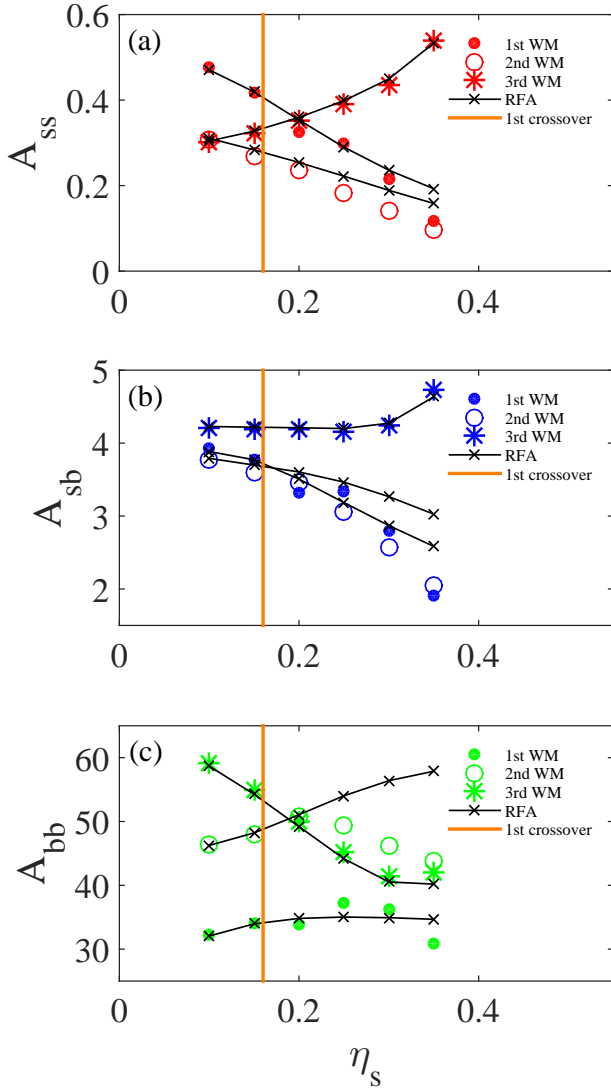 (a)
A_ss
0.6
0.4
0.2
0
0 0.2 0.4
1st WM
2nd WM
3rd WM
RFA
1st crossover
(b)
A_sb
5
4
3
2
0 0.2 0.4
1st WM
2nd WM
3rd WM
RFA
1st crossover
(c)
A_bb
60
50
40
30
0 0.2 0.4
1st WM
2nd WM
3rd WM
RFA
1st crossover
η_s